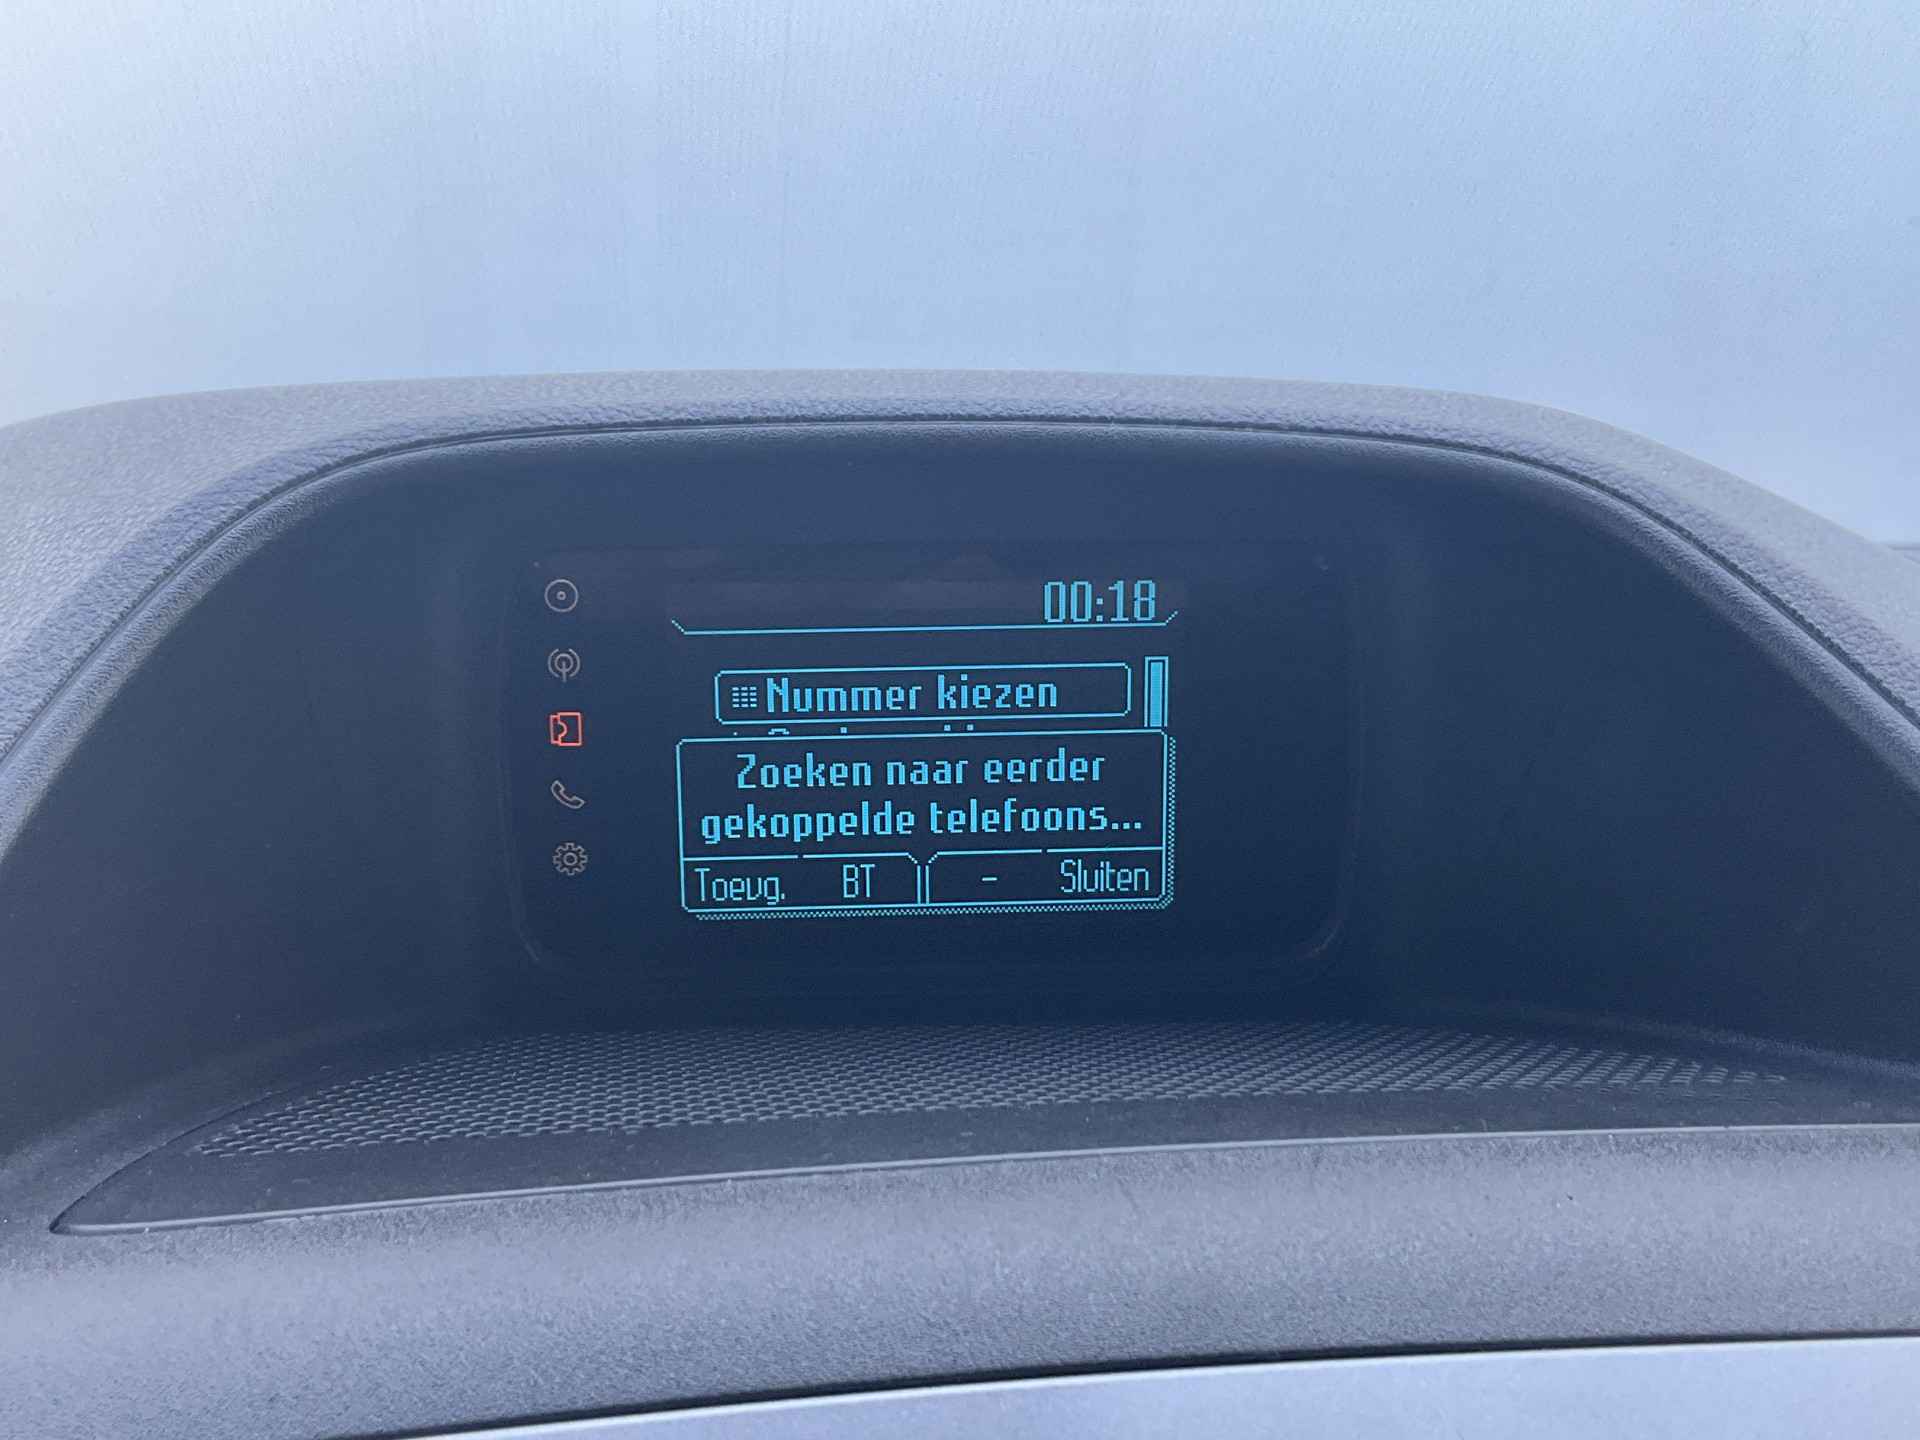 00:18
Nummer kiezen
Zoeken naar eerder
gekoppelde telefoons...
Toevg. BT - Sluiten